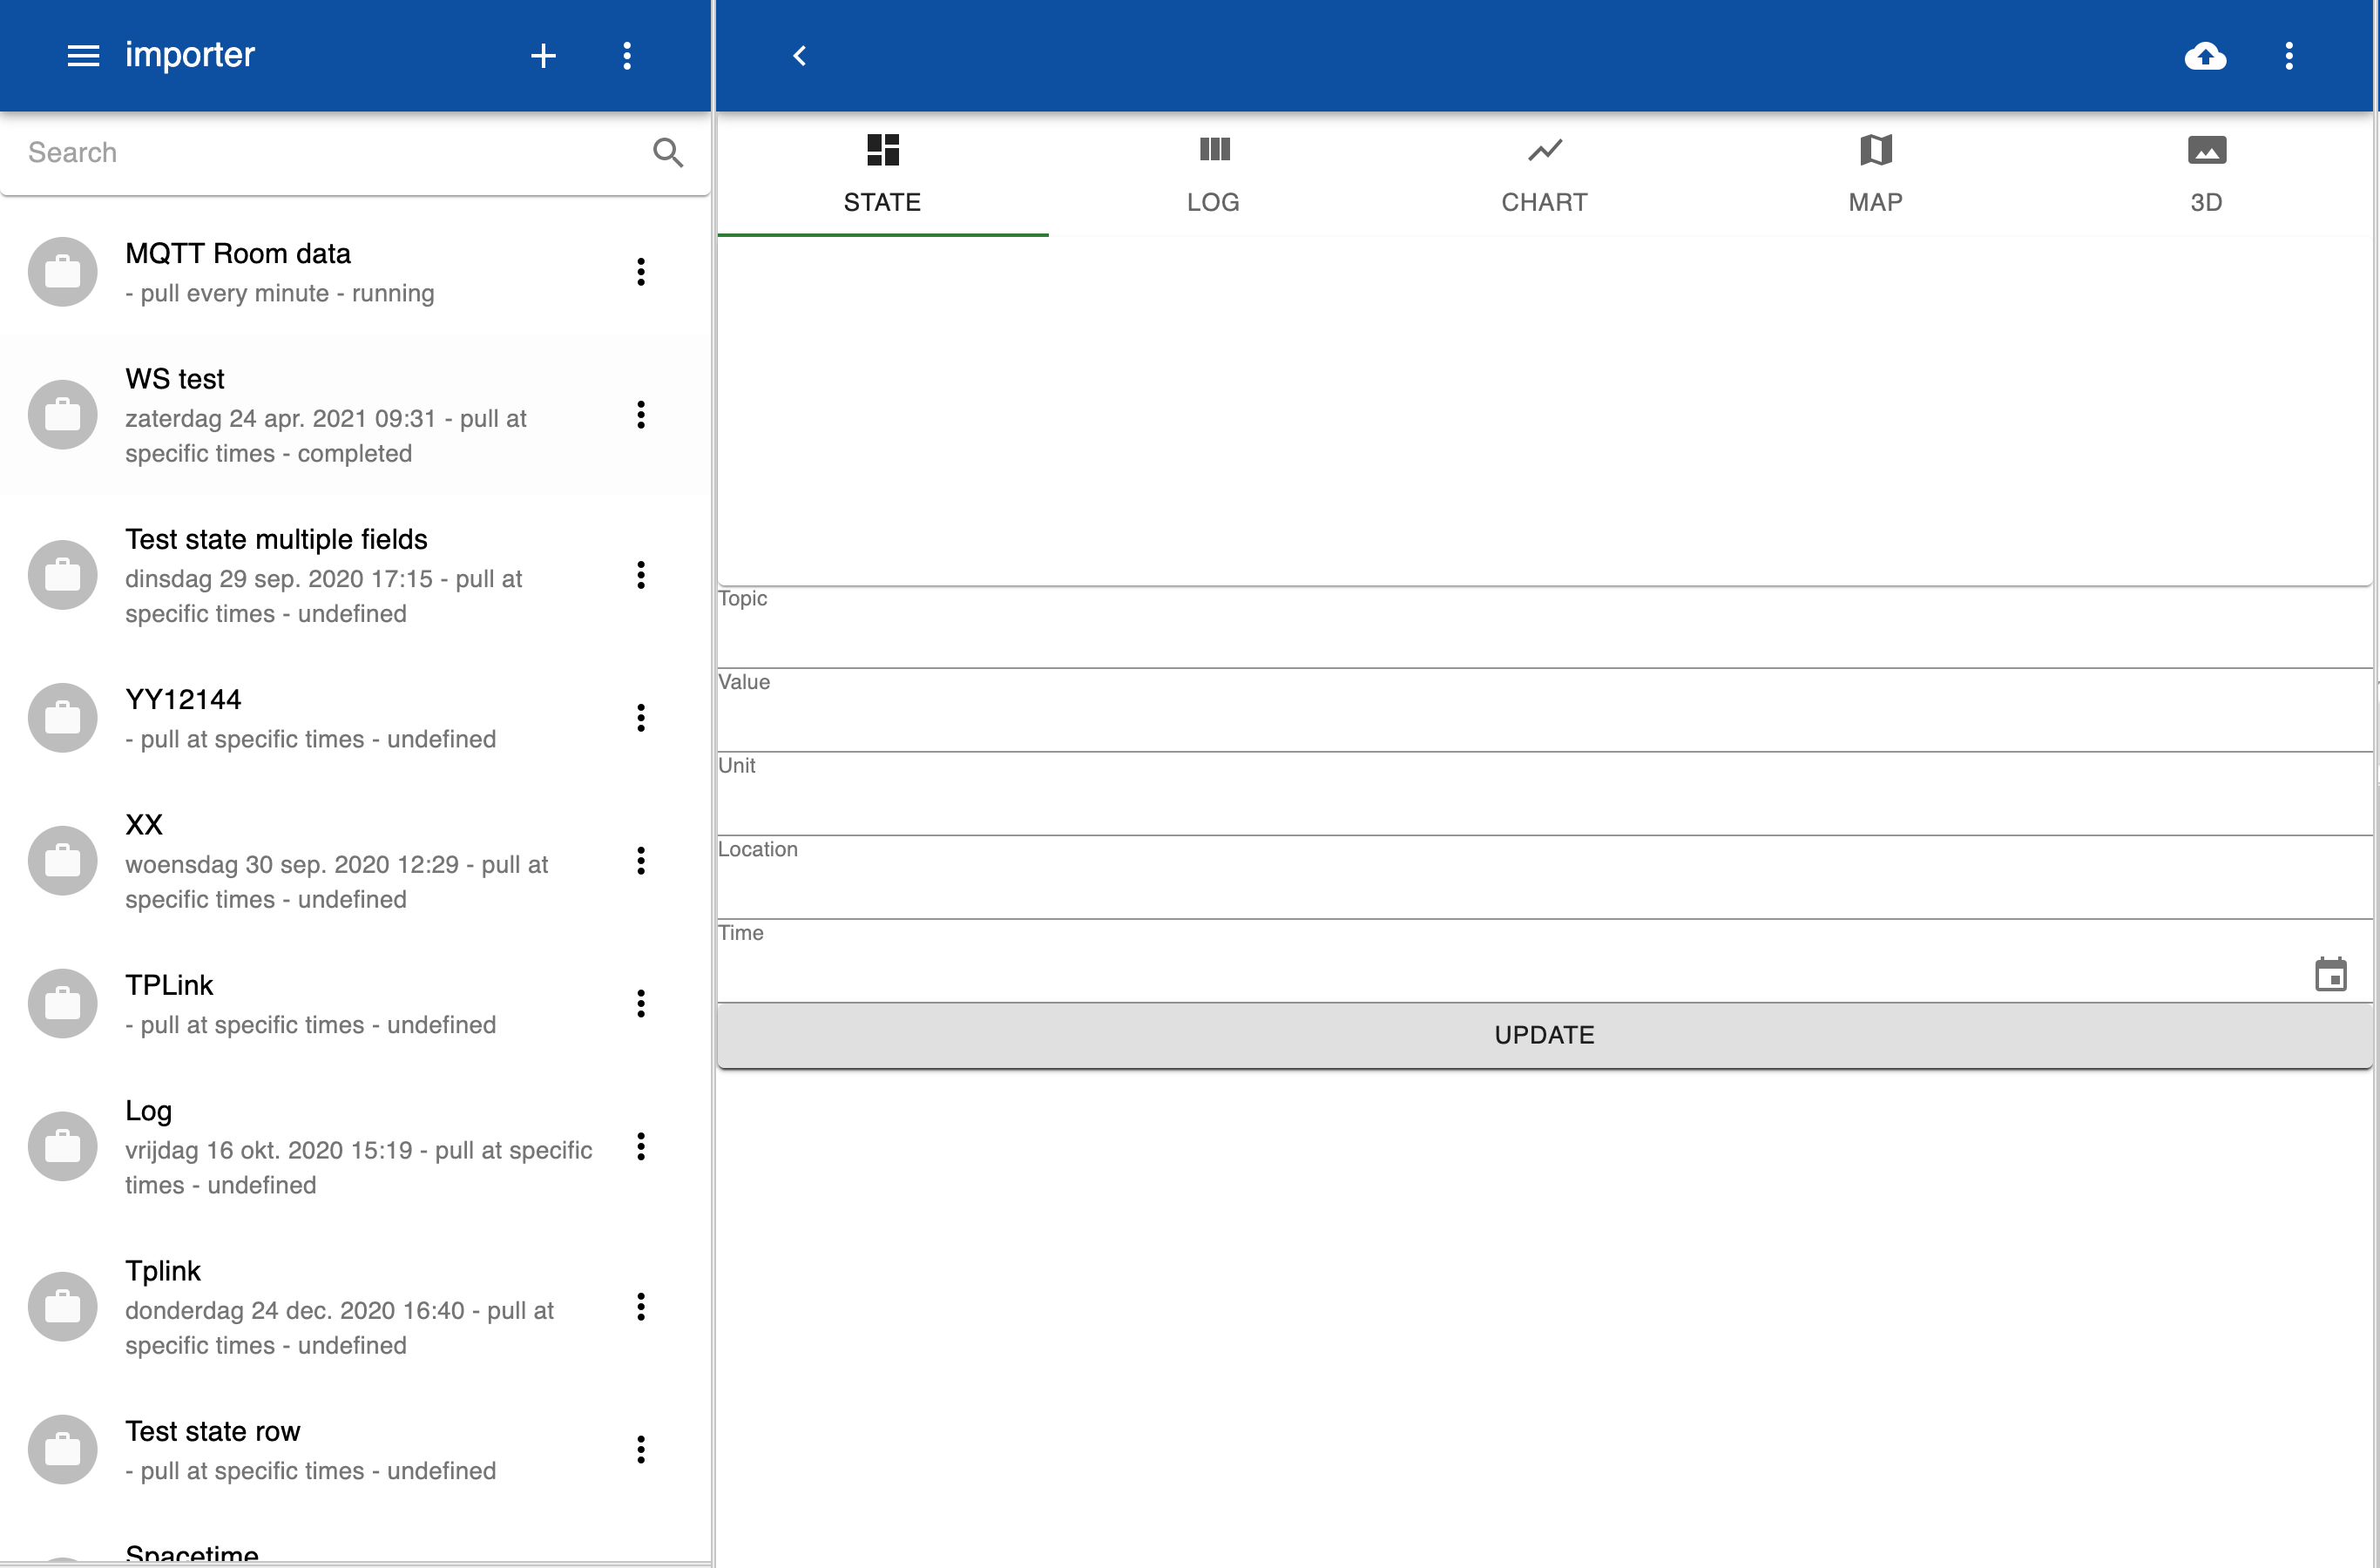 importer
Search
MQTT Room data
- pull every minute - running
WS test
zaterdag 24 apr. 2021 09:31 - pull at
specific times - completed
Test state multiple fields
dinsdag 29 sep. 2020 17:15 - pull at
specific times - undefined
YY12144
- pull at specific times - undefined
XX
woensdag 30 sep. 2020 12:29 - pull at
specific times - undefined
TPLink
- pull at specific times - undefined
Log
vrijdag 16 okt. 2020 15:19 - pull at specific
times - undefined
Tplink
donderdag 24 dec. 2020 16:40 - pull at
specific times - undefined
Test state row
- pull at specific times - undefined
Spacetime
STATE
LOG
CHART
MAP
3D
Topic
Value
Unit
Location
Time
UPDATE